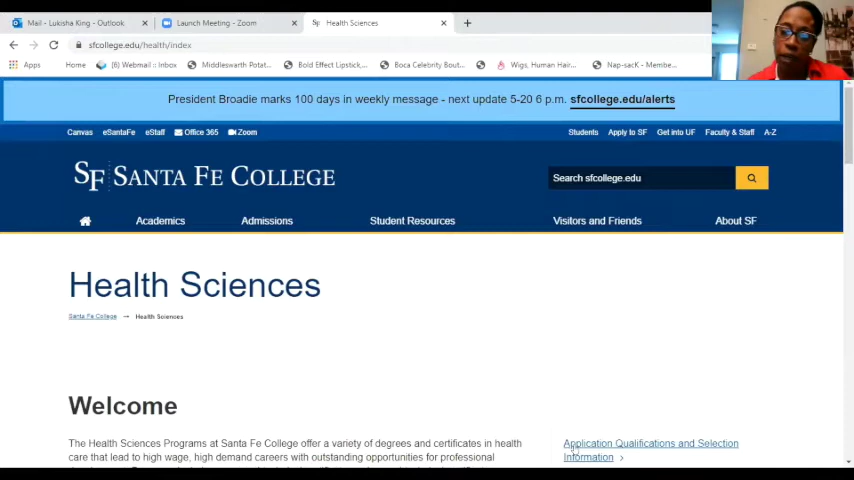 Mail - Lukisha King - Outlook
Launch Meeting - Zoom
Health Sciences
sfcollege.edu/health/index
Apps
Home
(6) Webmail :: Inbox
Middleswarth Potat...
Bold Effect Lipstick,...
Boca Celebrity Bout...
Wigs, Human Hair...
Nap-sacK - Membe...
President Broadie marks 100 days in weekly message - next update 5-20 6 p.m. sfcollege.edu/alerts
Canvas eSantaFe eStaff Office 365 Zoom
Students Apply to SF Get into UF Faculty & Staff A-Z
SF SANTA FE COLLEGE
Search sfcollege.edu
Academics Admissions Student Resources Visitors and Friends About SF
Health Sciences
Santa Fe College → Health Sciences
Welcome
The Health Sciences Programs at Santa Fe College offer a variety of degrees and certificates in health
care that lead to high wage, high demand careers with outstanding opportunities for professional
Application Qualifications and Selection
Information >